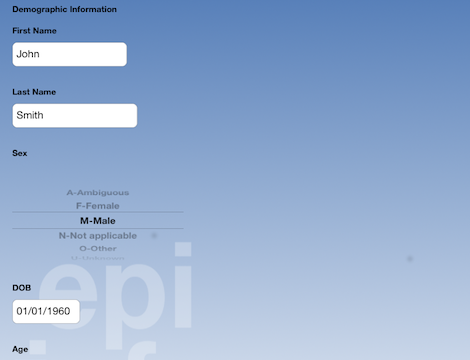 Demographic Information
First Name
John
Last Name
Smith
Sex
A-Ambiguous
F-Female
M-Male
N-Not applicable
O-Other
epi
DOB
01/01/1960
Age